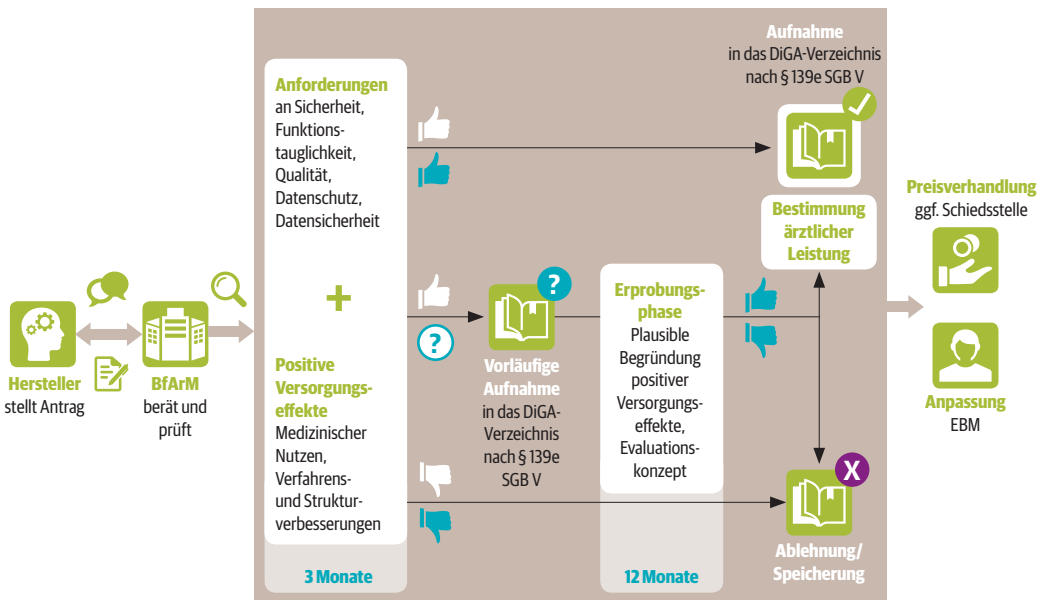 Hersteller
stellt Antrag
BfArM
berät und
prüft
Anforderungen
an Sicherheit,
Funktions-
tauglichkeit,
Qualität,
Datenschutz,
Datensicherheit
+
Positive
Versorgungs-
effekte
Medizinischer
Nutzen,
Verfahrens-
und Struktur-
verbesserungen
3 Monate
?
?
Vorläufige
Aufnahme
in das DiGA-
Verzeichnis
nach § 139e
SGB V
Erprobungs-
phase
Plausible
Begründung
positiver
Versorgungs-
effekte,
Evaluations-
konzept
12 Monate
Aufnahme
in das DiGA-Verzeichnis
nach § 139e SGB V
Bestimmung
ärztlicher
Leistung
X
Ablehnung/
Speicherung
Preisverhandlung
ggf. Schiedsstelle
Anpassung
EBM